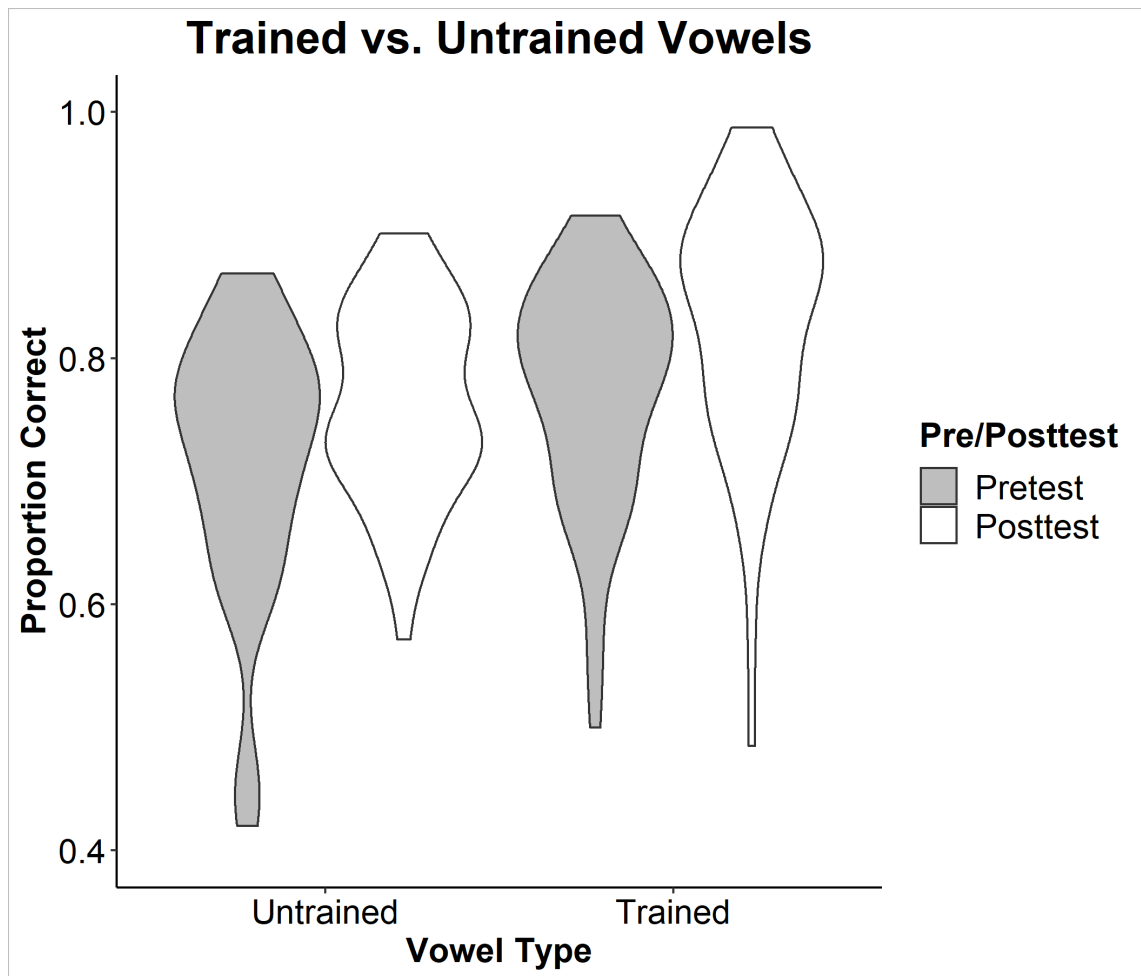 Trained vs. Untrained Vowels
1.0
0.8
0.6
0.4
Proportion Correct
Untrained Trained
Vowel Type
Pre/Posttest
Pretest
Posttest